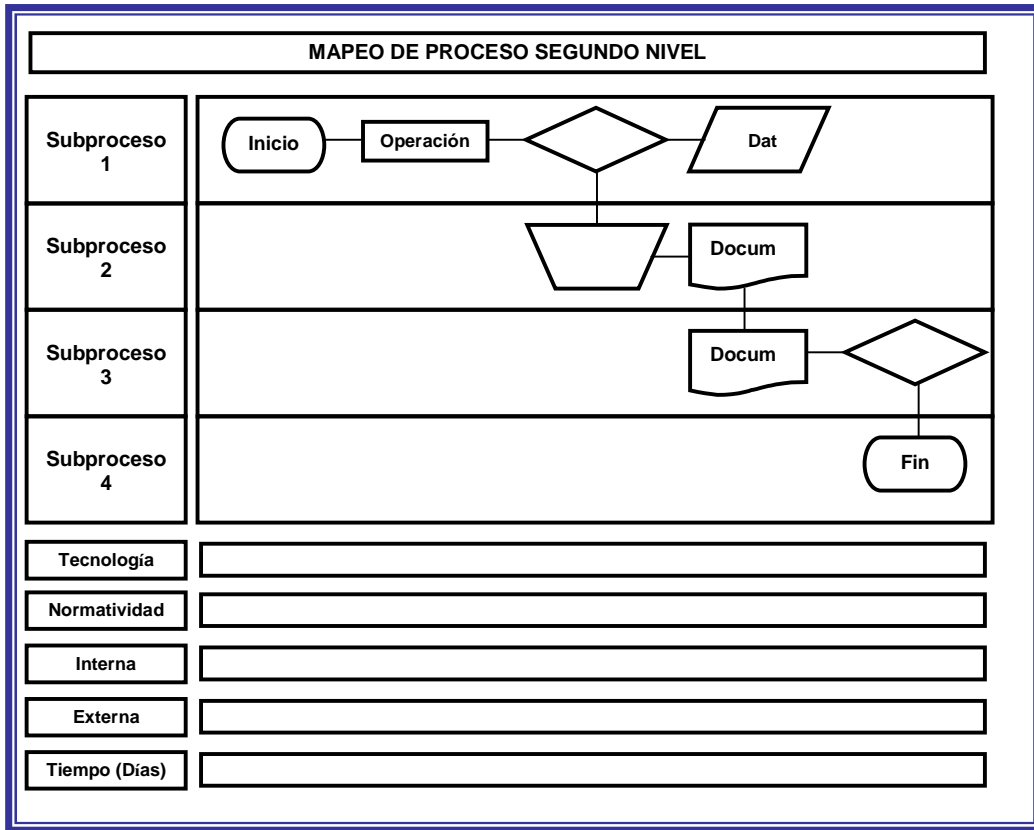 MAPEO DE PROCESO SEGUNDO NIVEL
Subproceso
1
Inicio
Operación
Dat
Subproceso
2
Docum
Subproceso
3
Docum
Subproceso
4
Fin
Tecnología
Normatividad
Interna
Externa
Tiempo (Días)